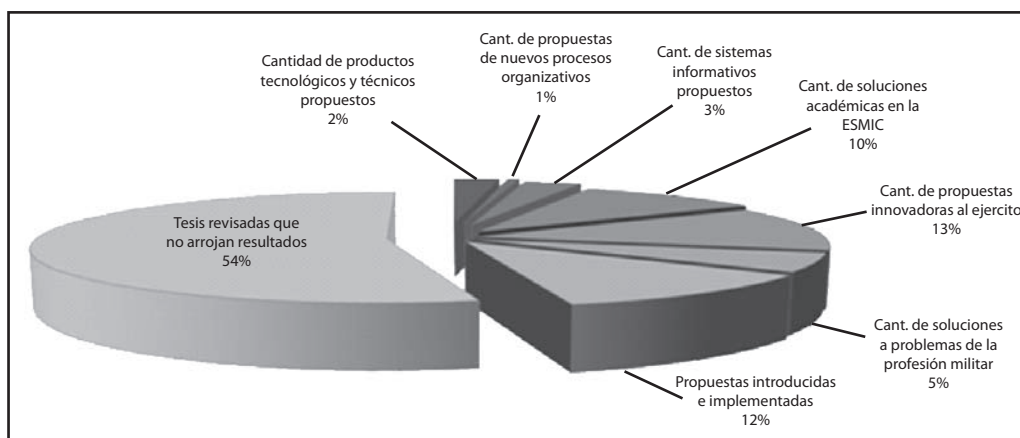 Cantidad de productos
tecnológicos y técnicos
propuestos
2%
Cant. de propuestas
de nuevos procesos
organizativos
1%
Cant. de sistemas
informativos
propuestos
3%
Cant. de soluciones
académicas en la
ESMIC
10%
Cant. de propuestas
innovadoras al ejercito
13%
Cant. de soluciones
a problemas de la
profesión militar
5%
Propuestas introducidas
e implementadas
12%
Tesis revisadas que
no arrojan resultados
54%